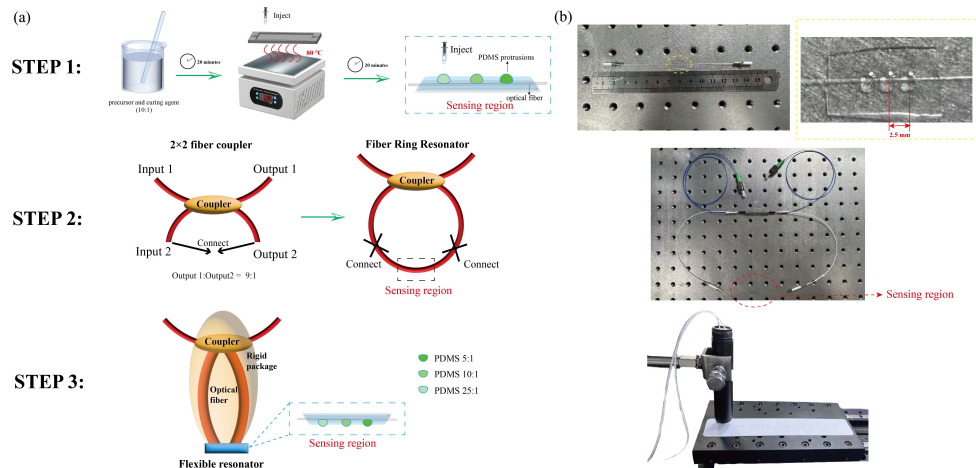 (a)
STEP 1:
precursor and curing agent
(10:1)
20 minutes
Inject
80 °C
20 minutes
Inject
PDMS protrusions
optical fiber
Sensing region
STEP 2:
2×2 fiber coupler
Input 1
Output 1
Coupler
Input 2
Connect
Output 2
Output 1:Output2 = 9:1
Fiber Ring Resonator
Coupler
Connect
Connect
Sensing region
STEP 3:
Coupler
Rigid
package
Optical
fiber
Flexible resonator
PDMS 5:1
PDMS 10:1
PDMS 25:1
Sensing region
(b)
2.5 mm
Sensing region